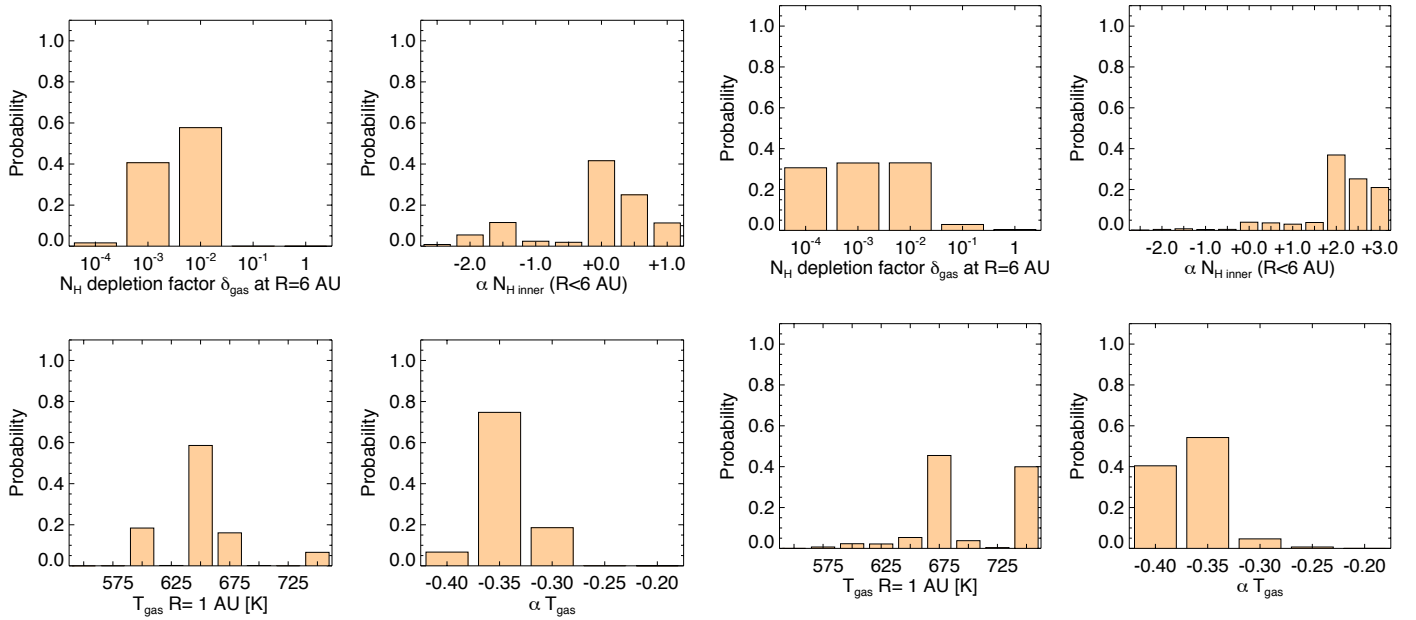 1.0
0.8
0.6
0.4
0.2
0.0
Probability
10⁻⁴ 10⁻³ 10⁻² 10⁻¹ 1
N_H depletion factor δ_gas at R=6 AU
1.0
0.8
0.6
0.4
0.2
0.0
Probability
-2.0 -1.0 +0.0 +1.0
α N_H inner (R<6 AU)
1.0
0.8
0.6
0.4
0.2
0.0
Probability
10⁻⁴ 10⁻³ 10⁻² 10⁻¹ 1
N_H depletion factor δ_gas at R=6 AU
1.0
0.8
0.6
0.4
0.2
0.0
Probability
-2.0 -1.0 +0.0 +1.0 +2.0 +3.0
α N_H inner (R<6 AU)
1.0
0.8
0.6
0.4
0.2
0.0
Probability
575 625 675 725
T_gas R= 1 AU [K]
1.0
0.8
0.6
0.4
0.2
0.0
Probability
-0.40 -0.35 -0.30 -0.25 -0.20
α T_gas
1.0
0.8
0.6
0.4
0.2
0.0
Probability
575 625 675 725
T_gas R= 1 AU [K]
1.0
0.8
0.6
0.4
0.2
0.0
Probability
-0.40 -0.35 -0.30 -0.25 -0.20
α T_gas